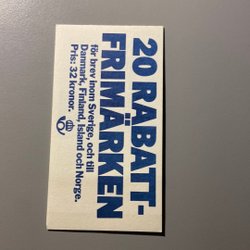 20 RABATT-
FRIMÄRKEN
för brev inom Sverige, och till
Danmark, Finland, Island och Norge.
Pris: 32 kronor.